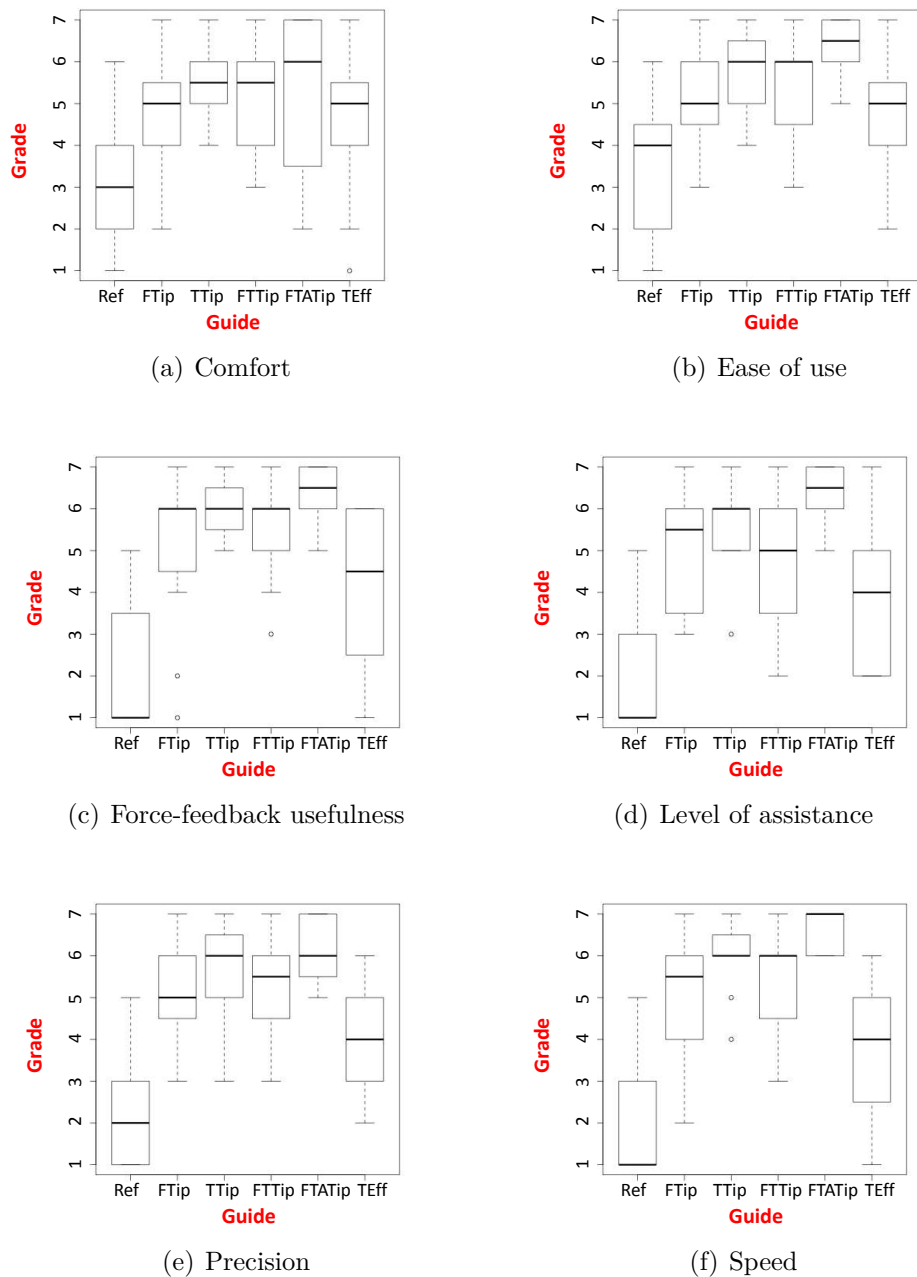 7
6
5
4
3
2
1
Grade
Ref FTip TTip FTTip FTATip TEff
Guide
(a) Comfort
7
6
5
4
3
2
1
Grade
Ref FTip TTip FTTip FTATip TEff
Guide
(b) Ease of use
7
6
5
4
3
2
1
Grade
Ref FTip TTip FTTip FTATip TEff
Guide
(c) Force-feedback usefulness
7
6
5
4
3
2
1
Grade
Ref FTip TTip FTTip FTATip TEff
Guide
(d) Level of assistance
7
6
5
4
3
2
1
Grade
Ref FTip TTip FTTip FTATip TEff
Guide
(e) Precision
7
6
5
4
3
2
1
Grade
Ref FTip TTip FTTip FTATip TEff
Guide
(f) Speed